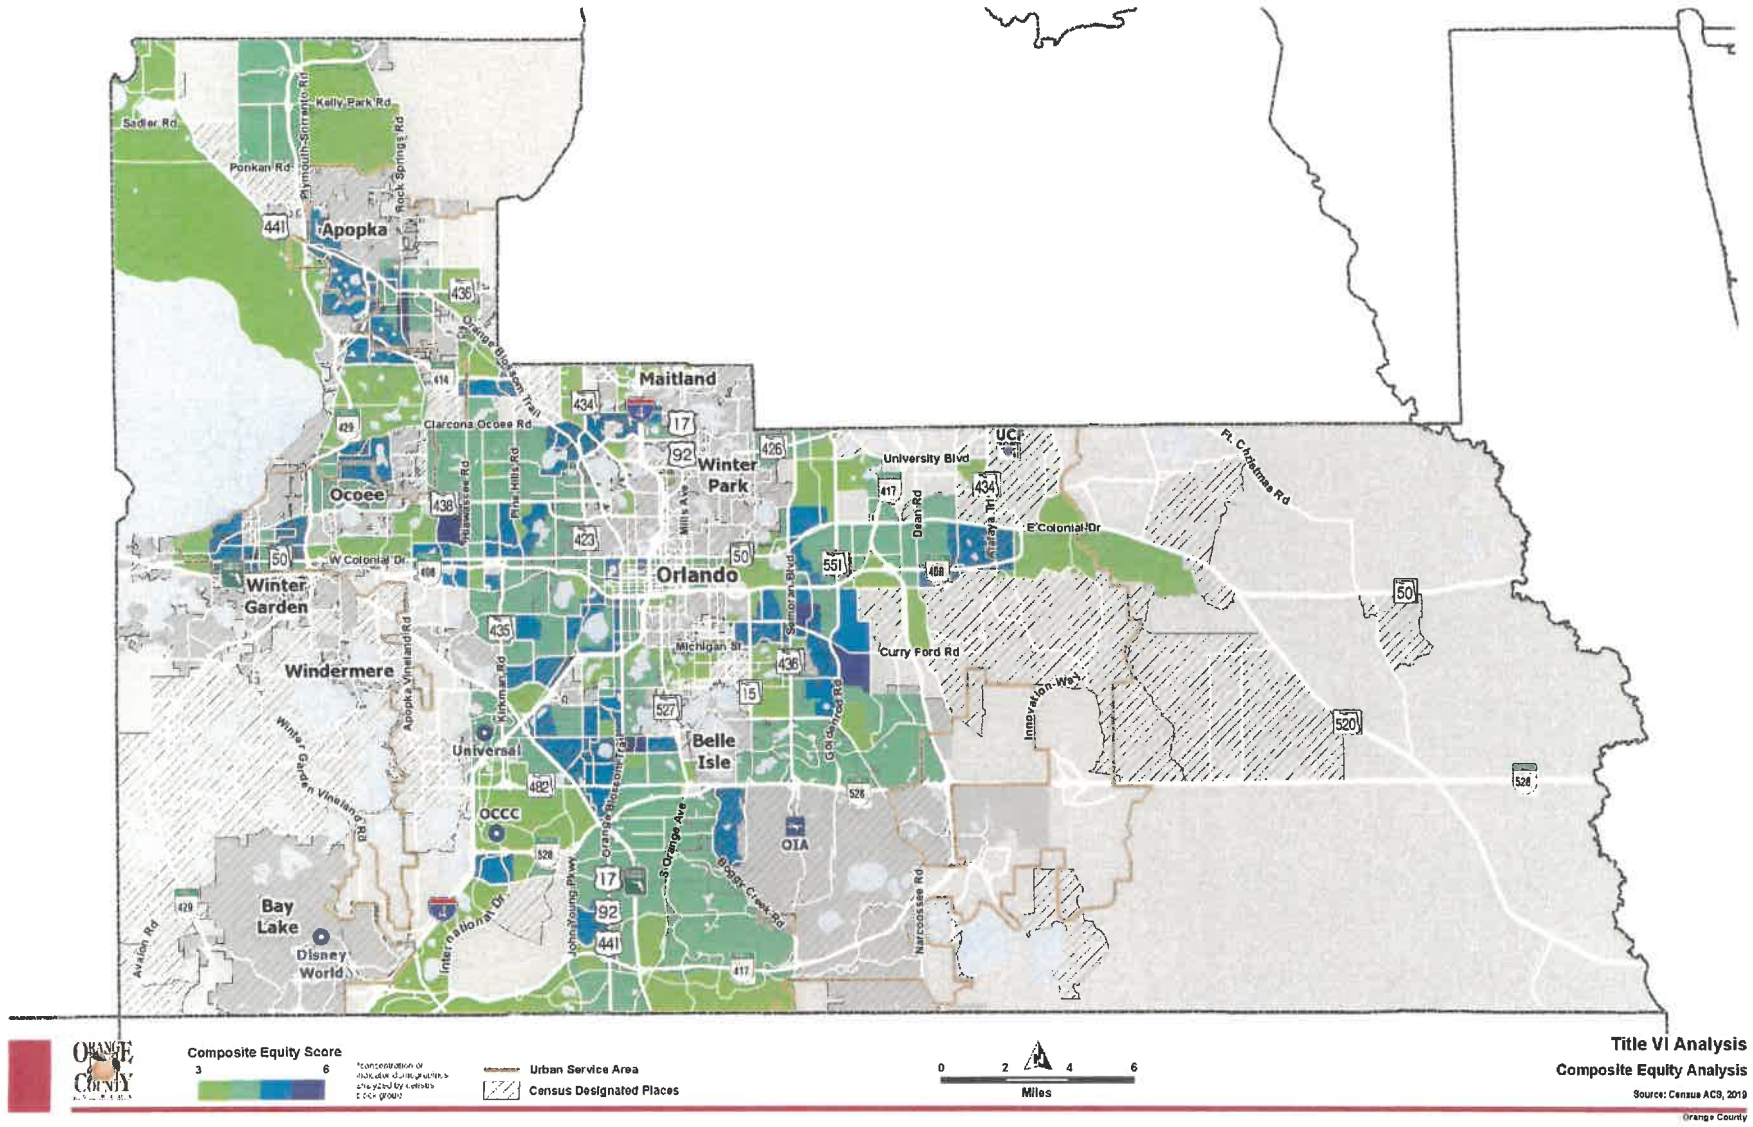 Kelly Park Rd
Sadler Rd
Plymouth-Sorrento Rd
Rock Springs Rd
Ponkan Rd
441
Apopka
436
Orange Blossom Trail
414
Maitland
434
4
17
429
Clarcona Ocoee Rd
92
426
UCF
Ft. Christmas Rd
University Blvd
Winter
Park
417
434
Ocoee
438
Hiawassee Rd
Pine Hills Rd
Mills Ave
Dean Rd
Alafaya Trl
E Colonial Dr
423
50
W Colonial Dr
408
50
551
408
Orlando
Semoran Blvd
Winter
Garden
50
435
Michigan St
436
Curry Ford Rd
Windermere
Apopka Vineland Rd
Kirkman Rd
15
527
Goldenrod Rd
Innovation Way
520
Winter Garden Vineland Rd
Universal
Belle
Isle
Orange Blossom Trail
482
528
528
OCCC
OIA
528
S Orange Ave
Boggy Creek Rd
John Young Pkwy
17
92
441
429
Bay
Lake
4
International Dr
Narcoossee Rd
Avalon Rd
Disney
World
417
ORANGE
COUNTY
Composite Equity Score
3
6
Urban Service Area
Census Designated Places
0
2
4
6
N
Miles
Title VI Analysis
Composite Equity Analysis
Source: Census ACS, 2019
Orange County